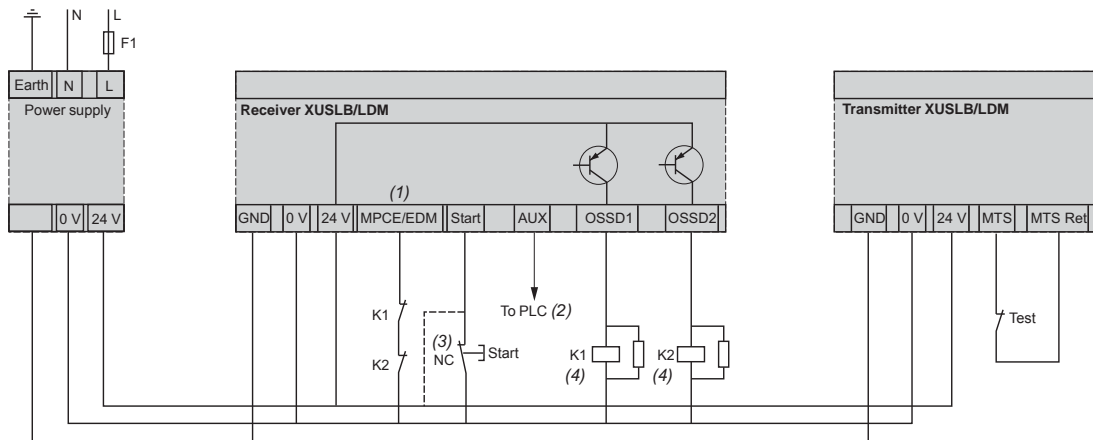 N L
F1
Earth N L
Power supply
0 V 24 V
Receiver XUSLB/LDM
(1)
GND 0 V 24 V MPCE/EDM Start AUX OSSD1 OSSD2
K1
K2
(3)
NC
Start
To PLC (2)
K1
(4)
K2
(4)
Transmitter XUSLB/LDM
GND 0 V 24 V MTS MTS Ret
Test